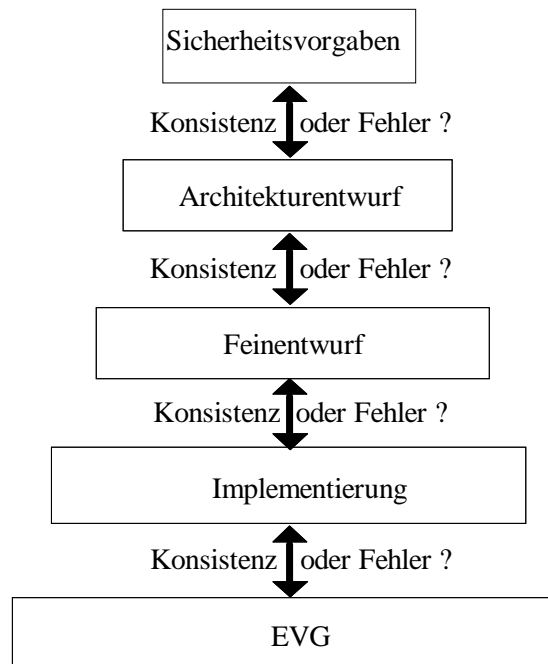 Sicherheitsvorgaben
Konsistenz oder Fehler ?
Architekturentwurf
Konsistenz oder Fehler ?
Feinentwurf
Konsistenz oder Fehler ?
Implementierung
Konsistenz oder Fehler ?
EVG